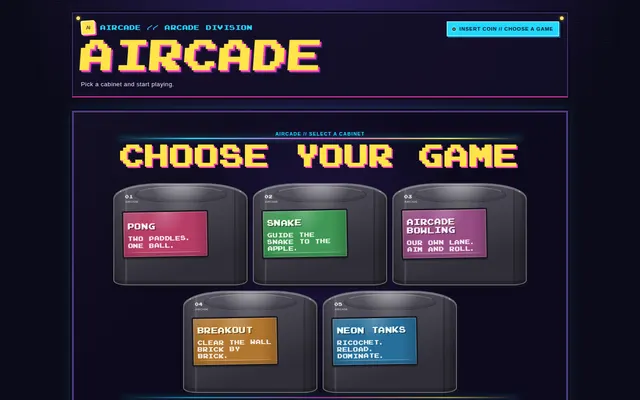 AIRCADE // ARCADE DIVISION
INSERT COIN // CHOOSE A GAME
AIRCADE
Pick a cabinet and start playing.
AIRCADE // SELECT A CABINET
CHOOSE YOUR GAME
01
PONG
TWO PADDLES.
ONE BALL.
02
SNAKE
GUIDE THE
SNAKE TO THE
APPLE.
03
AIRCADE
BOWLING
OUR OWN LANE.
AIM AND ROLL.
04
BREAKOUT
CLEAR THE WALL
BRICK BY
BRICK.
05
NEON TANKS
RICOCHET.
RELOAD.
DOMINATE.